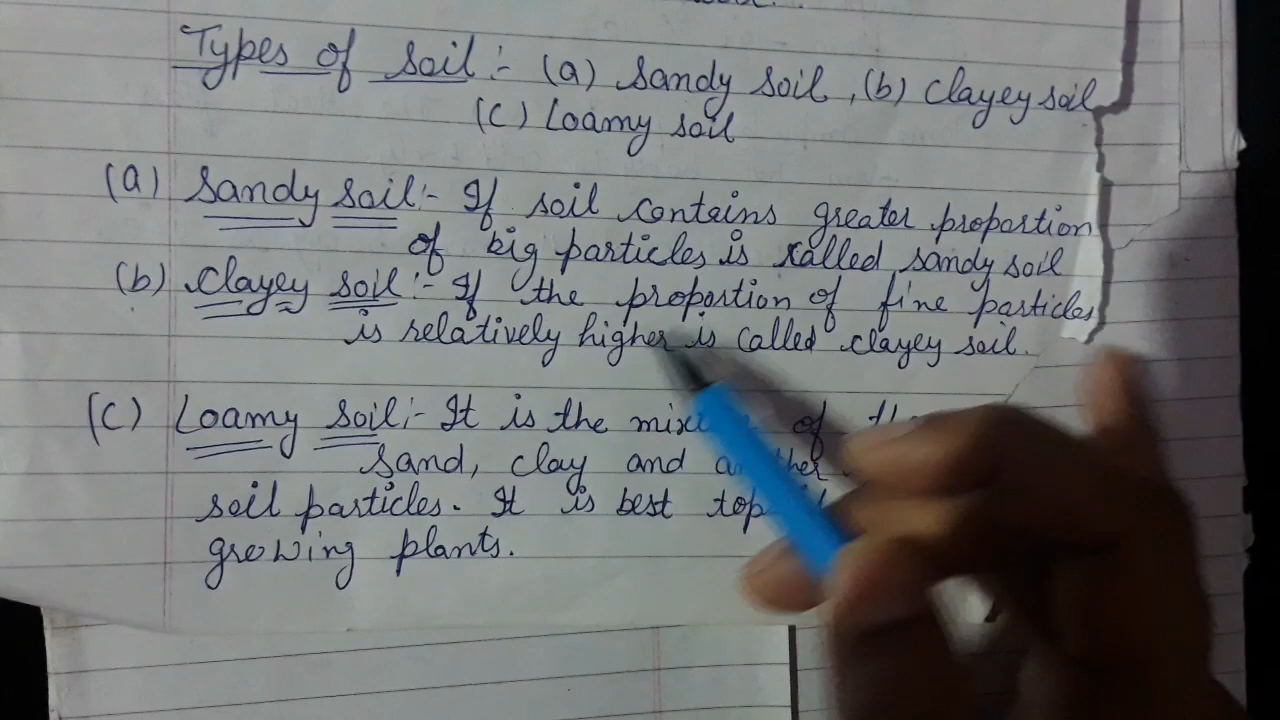 Types of soil :- (a) Sandy soil, (b) Clayey soil
(C) Loamy soil
(a) Sandy soil :- If soil contains greater proportion
of big particles is called sandy soil
(b) Clayey soil :- If the proportion of fine particles
is relatively higher is called clayey soil.
(C) Loamy soil :- It is the of
Sand, clay and
soil particles. It is best
growing plants.